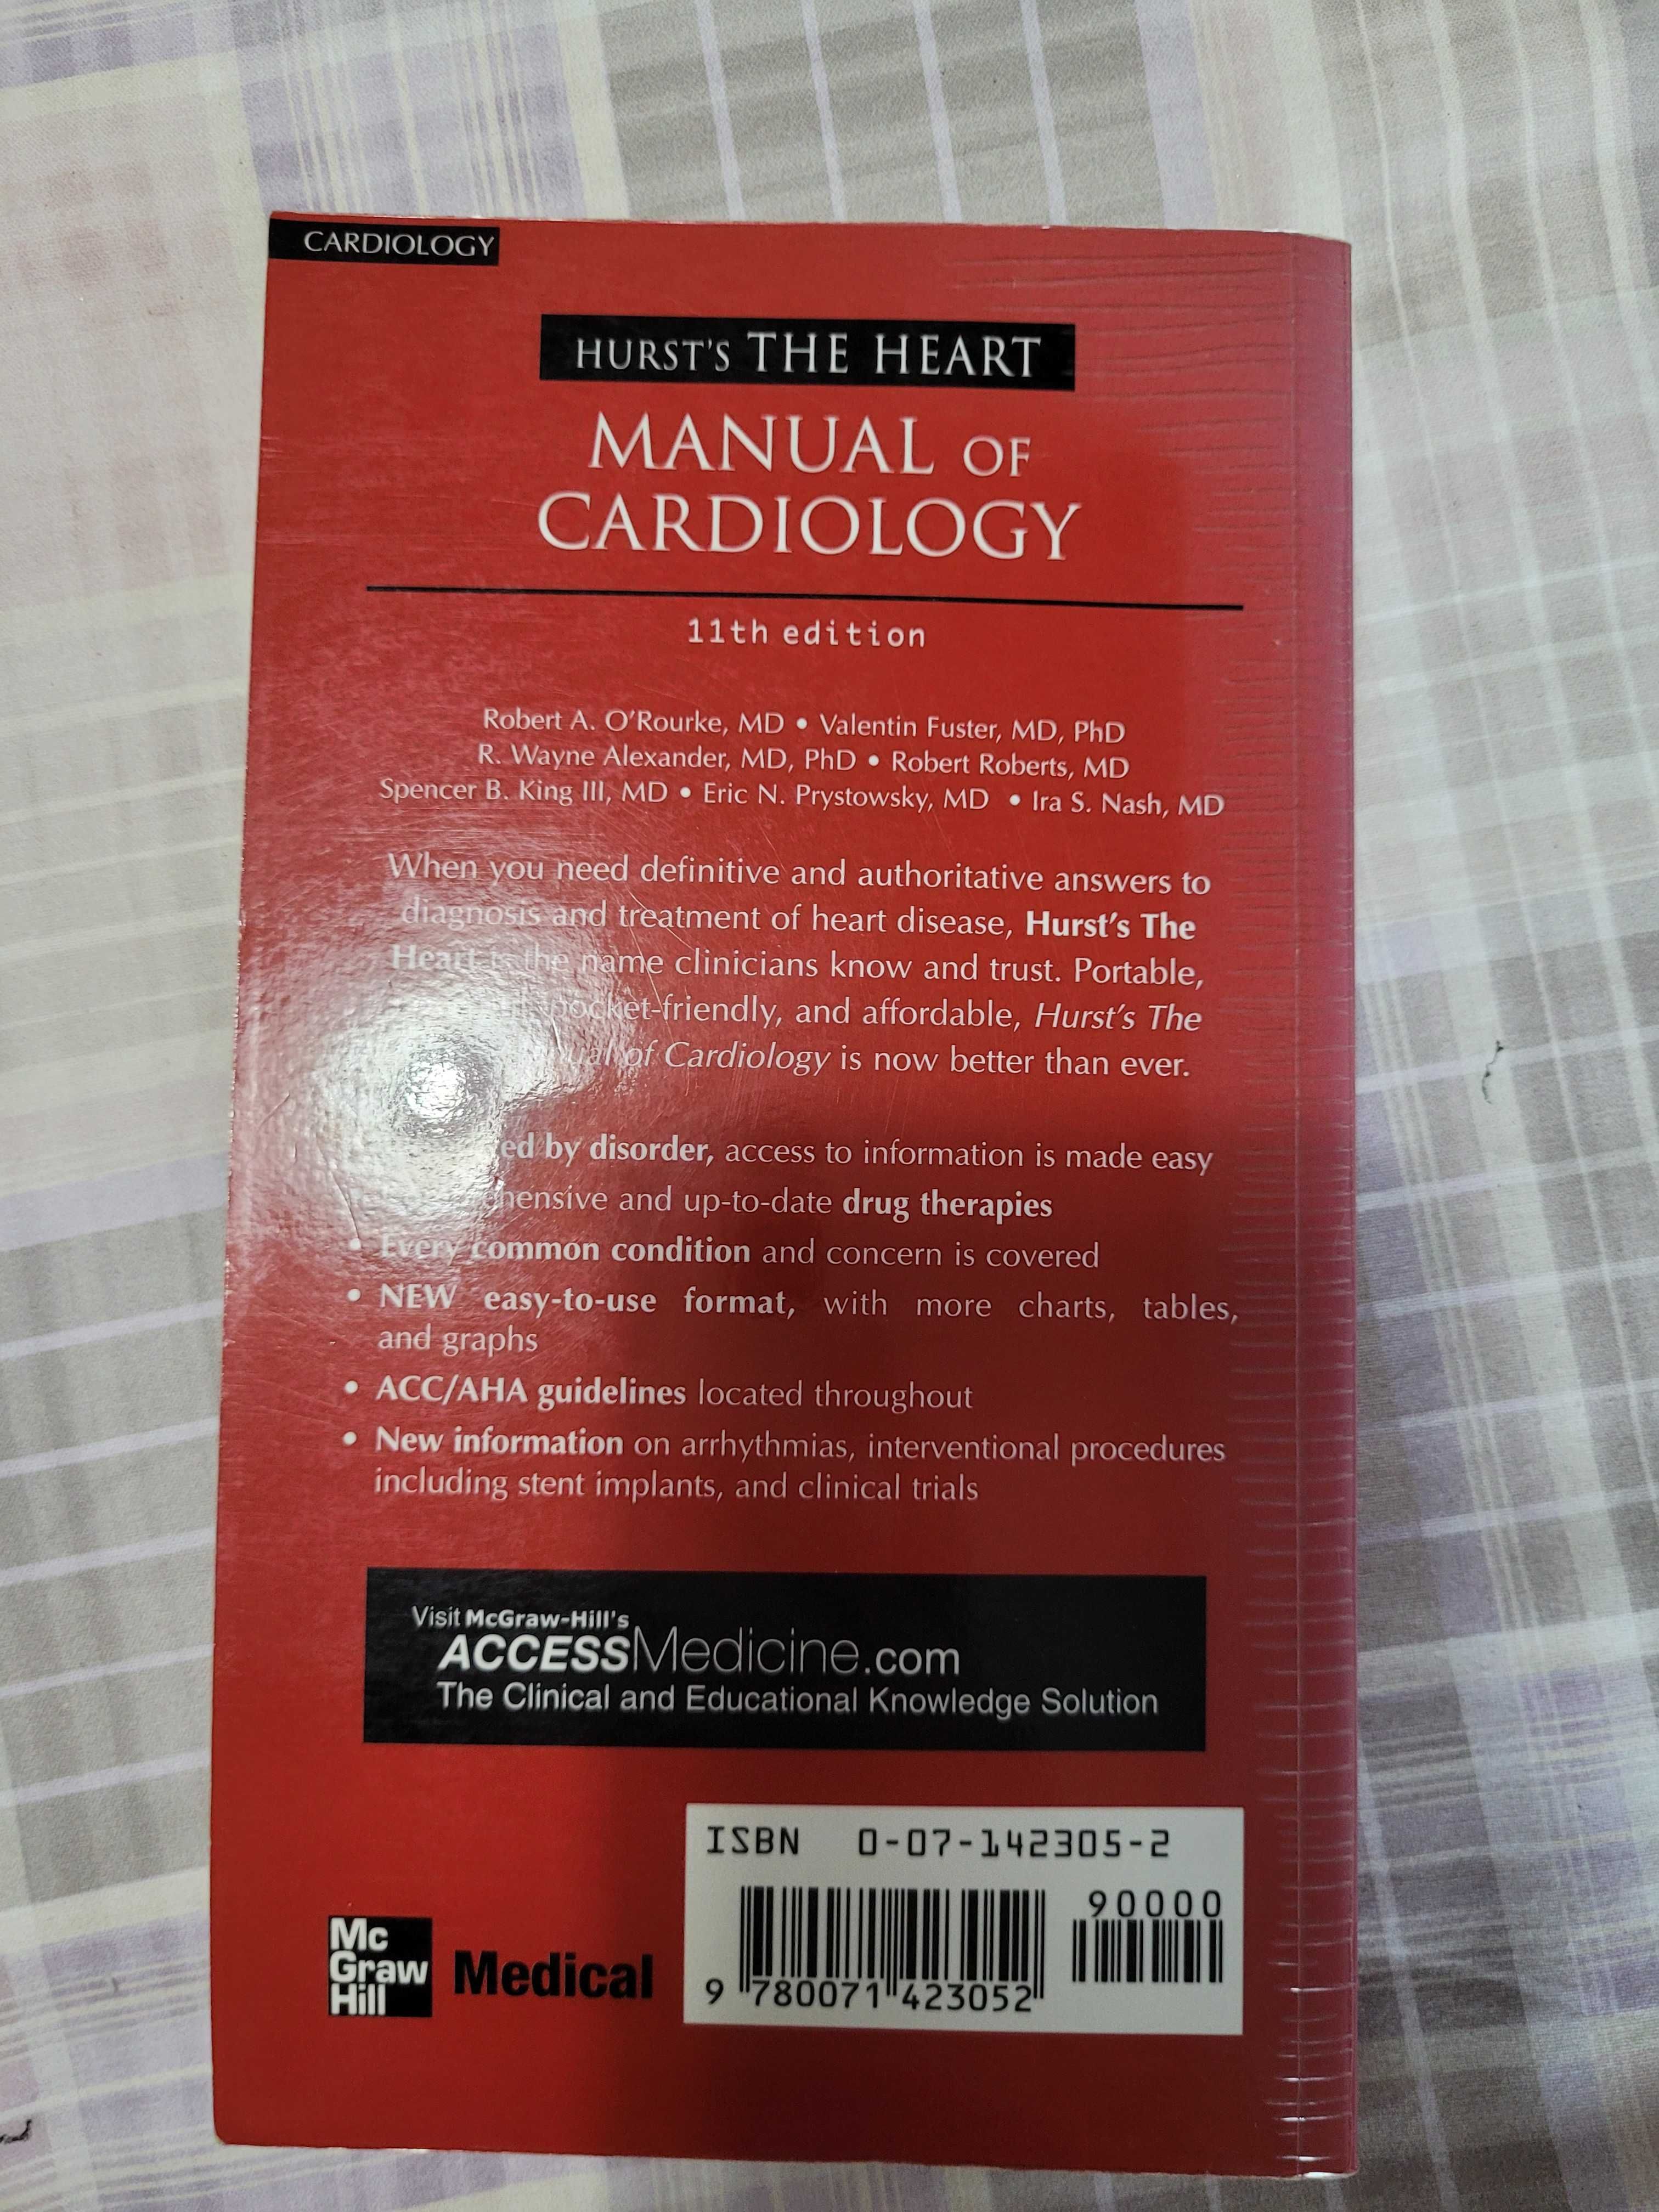 CARDIOLOGY
HURST'S THE HEART
MANUAL OF
CARDIOLOGY
11th edition
Robert A. O'Rourke, MD • Valentin Fuster, MD, PhD
R. Wayne Alexander, MD, PhD • Robert Roberts, MD
Spencer B. King III, MD • Eric N. Prystowsky, MD • Ira S. Nash, MD
When you need definitive and authoritative answers to
diagnosis and treatment of heart disease, Hurst's The
Heart is the name clinicians know and trust. Portable,
pocket-friendly, and affordable, Hurst's The
of Cardiology is now better than ever.
by disorder, access to information is made easy
and up-to-date drug therapies
• Every common condition and concern is covered
• NEW easy-to-use format, with more charts, tables,
and graphs
• ACC/AHA guidelines located throughout
• New information on arrhythmias, interventional procedures
including stent implants, and clinical trials
Visit McGraw-Hill's
ACCESSMedicine.com
The Clinical and Educational Knowledge Solution
ISBN 0-07-142305-2
90000
9 780071 423052
Mc
Graw
Hill
Medical